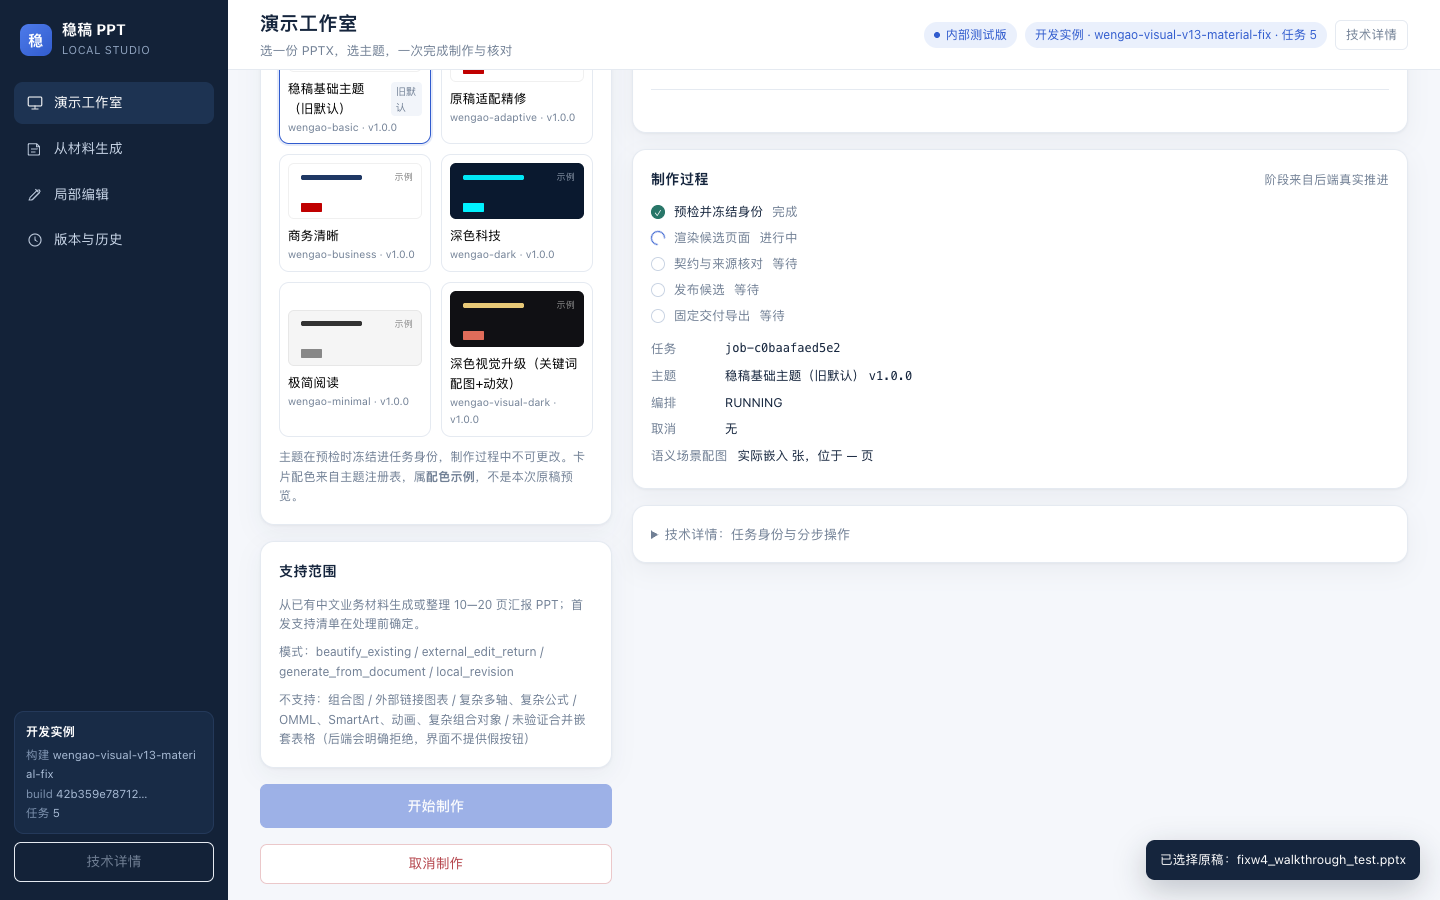 稳
稳稿 PPT
LOCAL STUDIO
演示工作室
从材料生成
局部编辑
版本与历史
开发实例
构建 wengao-visual-v13-materi
al-fix
build 42b359e78712...
任务 5
技术详情
演示工作室
选一份 PPTX，选主题，一次完成制作与核对
内部测试版
开发实例 · wengao-visual-v13-material-fix · 任务 5
技术详情
稳稿基础主题
（旧默认）
旧默
认
wengao-basic · v1.0.0
原稿适配精修
wengao-adaptive · v1.0.0
示例
商务清晰
wengao-business · v1.0.0
示例
深色科技
wengao-dark · v1.0.0
示例
极简阅读
wengao-minimal · v1.0.0
示例
深色视觉升级（关键词
配图+动效）
wengao-visual-dark ·
v1.0.0
主题在预检时冻结进任务身份，制作过程中不可更改。卡
片配色来自主题注册表，属配色示例，不是本次原稿预
览。
支持范围
从已有中文业务材料生成或整理 10—20 页汇报 PPT；首
发支持清单在处理前确定。
模式：beautify_existing / external_edit_return /
generate_from_document / local_revision
不支持：组合图 / 外部链接图表 / 复杂多轴、复杂公式 /
OMML、SmartArt、动画、复杂组合对象 / 未验证合并嵌
套表格（后端会明确拒绝，界面不提供假按钮）
开始制作
取消制作
制作过程
阶段来自后端真实推进
预检并冻结身份 完成
渲染候选页面 进行中
契约与来源核对 等待
发布候选 等待
固定交付导出 等待
任务 job-c0baafaed5e2
主题 稳稿基础主题（旧默认） v1.0.0
编排 RUNNING
取消 无
语义场景配图 实际嵌入 张，位于 — 页
技术详情：任务身份与分步操作
已选择原稿：fixw4_walkthrough_test.pptx